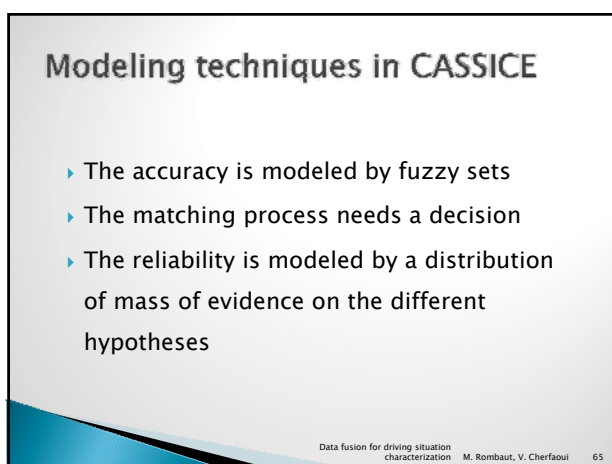 Modeling techniques in CASSICE
The accuracy is modeled by fuzzy sets
The matching process needs a decision
The reliability is modeled by a distribution
of mass of evidence on the different
hypotheses
Data fusion for driving situation
characterization M. Rombaut, V. Cherfaoui 65